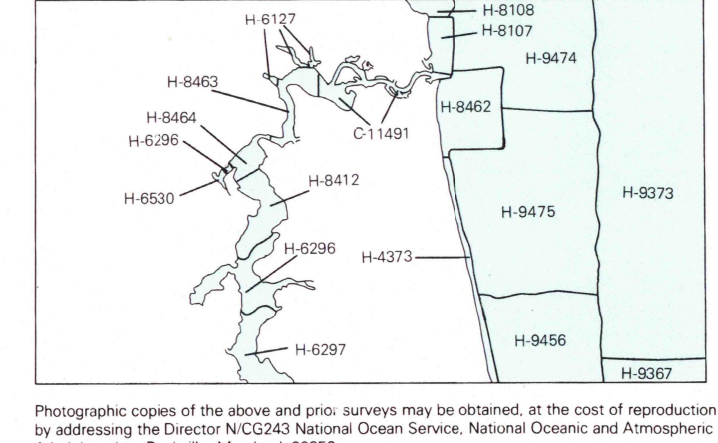 H-8108
H-6127
H-8107
H-9474
H-8463
H-8462
H-8464
C-11491
H-6296
H-8412
H-9373
H-6530
H-9475
H-6296
H-4373
H-9456
H-6297
H-9367
Photographic copies of the above and prior surveys may be obtained, at the cost of reproduction
by addressing the Director N/CG243 National Ocean Service, National Oceanic and Atmospheric